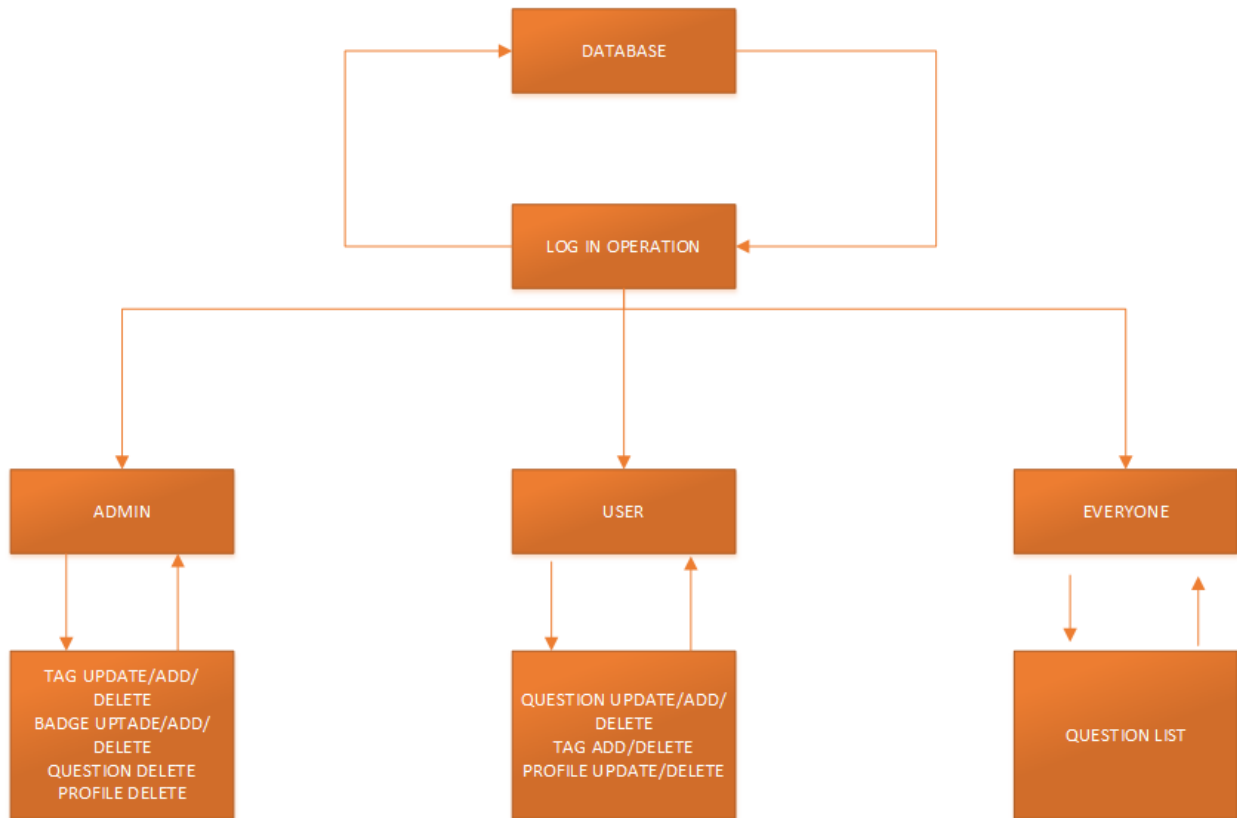 DATABASE
LOG IN OPERATION
ADMIN
USER
EVERYONE
TAG UPDATE/ADD/
DELETE
BADGE UPTADE/ADD/
DELETE
QUESTION DELETE
PROFILE DELETE
QUESTION UPDATE/ADD/
DELETE
TAG ADD/DELETE
PROFILE UPDATE/DELETE
QUESTION LIST